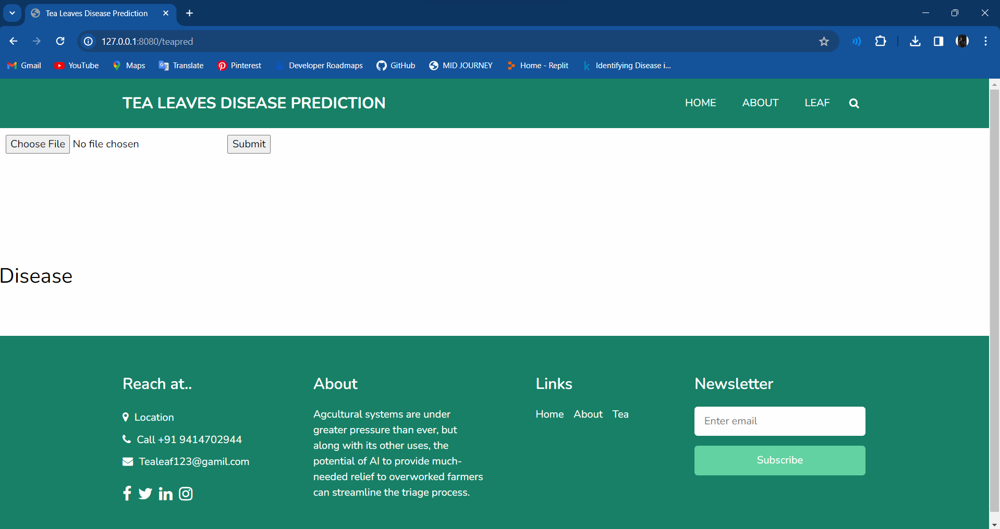 Tea Leaves Disease Prediction
127.0.0.1:8080/teapred
Gmail YouTube Maps Translate Pinterest Developer Roadmaps GitHub MID JOURNEY Home - Replit Identifying Disease i...
TEA LEAVES DISEASE PREDICTION
HOME ABOUT LEAF
Choose File No file chosen Submit
Disease
Reach at..
Location
Call +91 9414702944
Tealeaf123@gamil.com
About
Agcultural systems are under
greater pressure than ever, but
along with its other uses, the
potential of AI to provide much-
needed relief to overworked farmers
can streamline the triage process.
Links
Home About Tea
Newsletter
Enter email
Subscribe